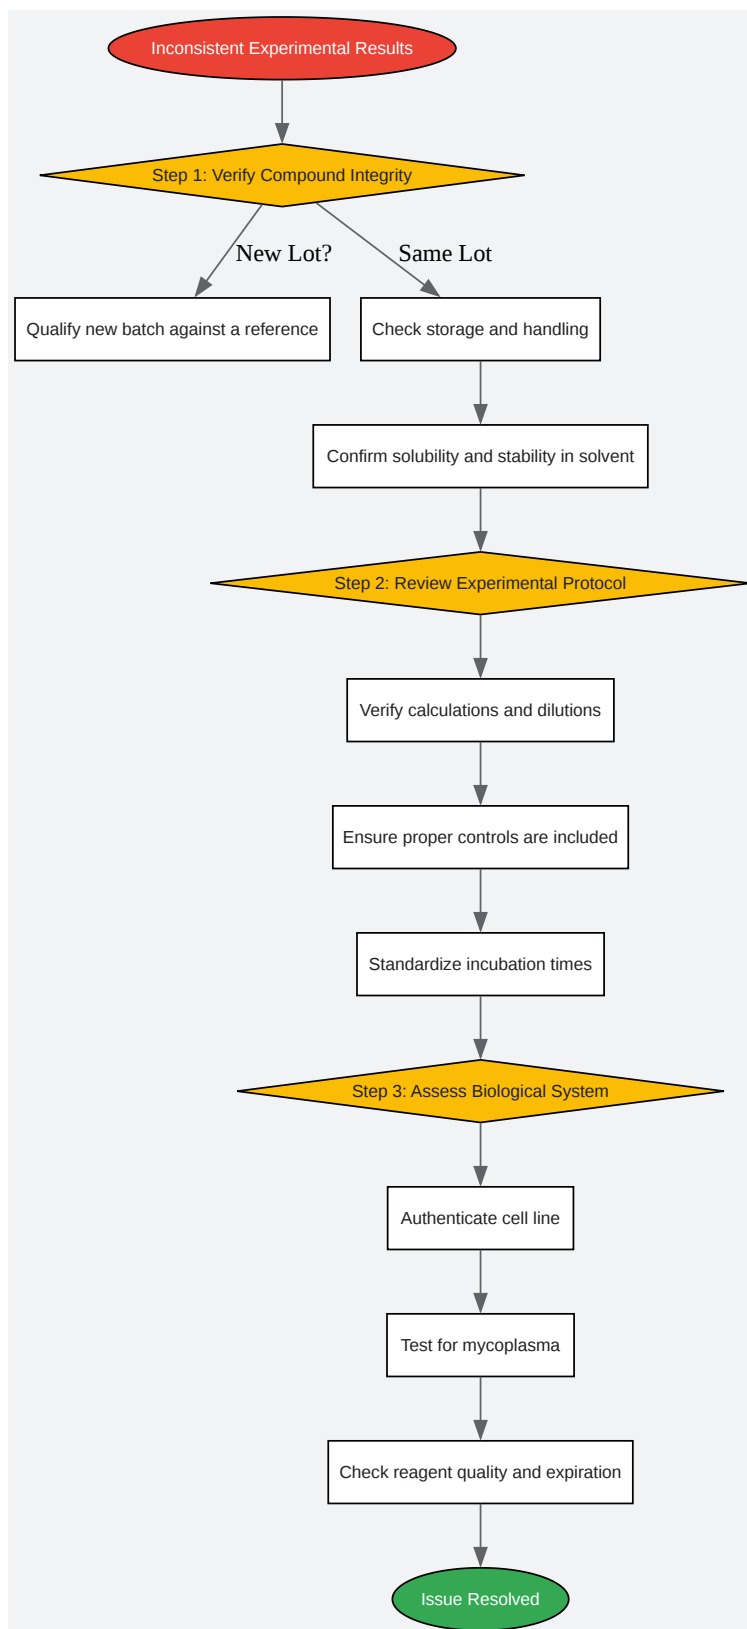 Inconsistent Experimental Results
Step 1: Verify Compound Integrity
New Lot?
Same Lot
Qualify new batch against a reference
Check storage and handling
Confirm solubility and stability in solvent
Step 2: Review Experimental Protocol
Verify calculations and dilutions
Ensure proper controls are included
Standardize incubation times
Step 3: Assess Biological System
Authenticate cell line
Test for mycoplasma
Check reagent quality and expiration
Issue Resolved